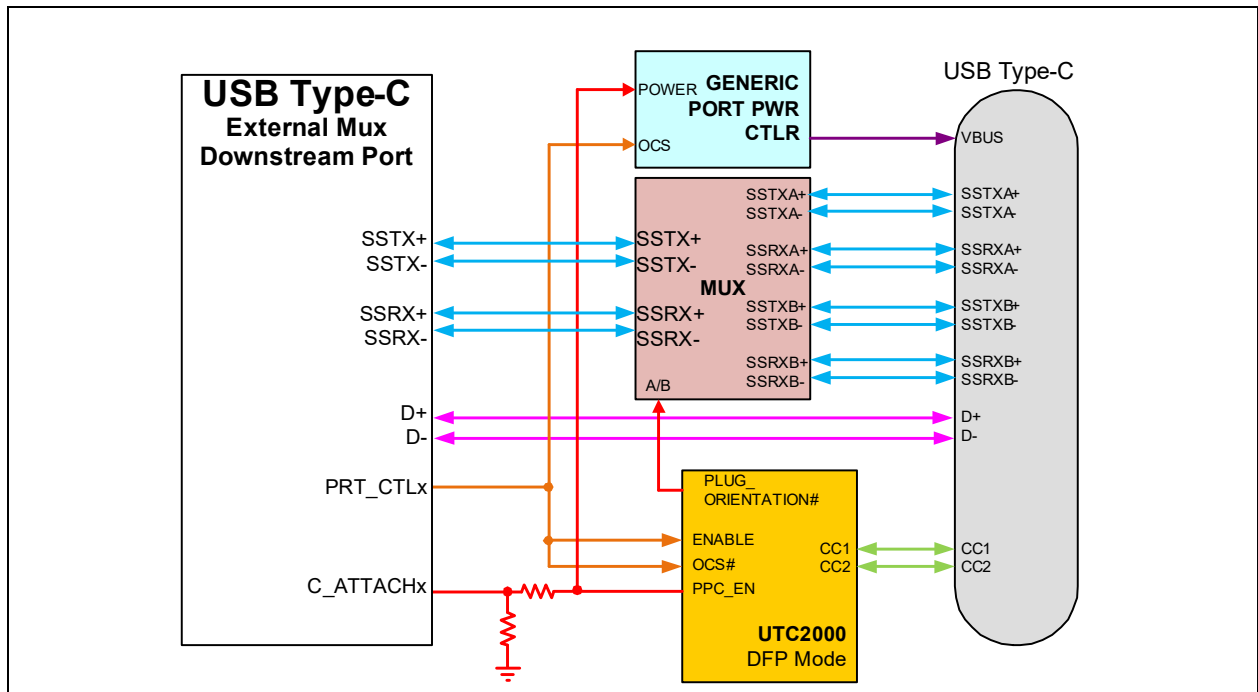 USB Type-C
External Mux
Downstream Port
SSTX+
SSTX-
SSRX+
SSRX-
D+
D-
PRT_CTLx
C_ATTACHx
POWER
GENERIC
PORT PWR
CTLR
OCS
SSTX+
SSTX-
SSRX+
SSRX-
MUX
A/B
SSTXA+
SSTXA-
SSRXA+
SSRXA-
SSTXB+
SSTXB-
SSRXB+
SSRXB-
PLUG_
ORIENTATION#
ENABLE
OCS#
PPC_EN
CC1
CC2
UTC2000
DFP Mode
USB Type-C
VBUS
SSTXA+
SSTXA-
SSRXA+
SSRXA-
SSTXB+
SSTXB-
SSRXB+
SSRXB-
D+
D-
CC1
CC2